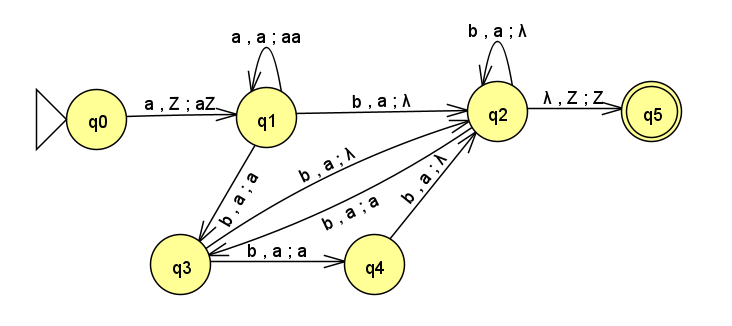 a , a ; aa
b , a ; λ
a , Z ; aZ
b , a ; λ
λ , Z ; Z
q0
q1
q2
q5
b , a ; a
b , a ; λ
b , a ; a
b , a ; λ
q3
b , a ; a
q4